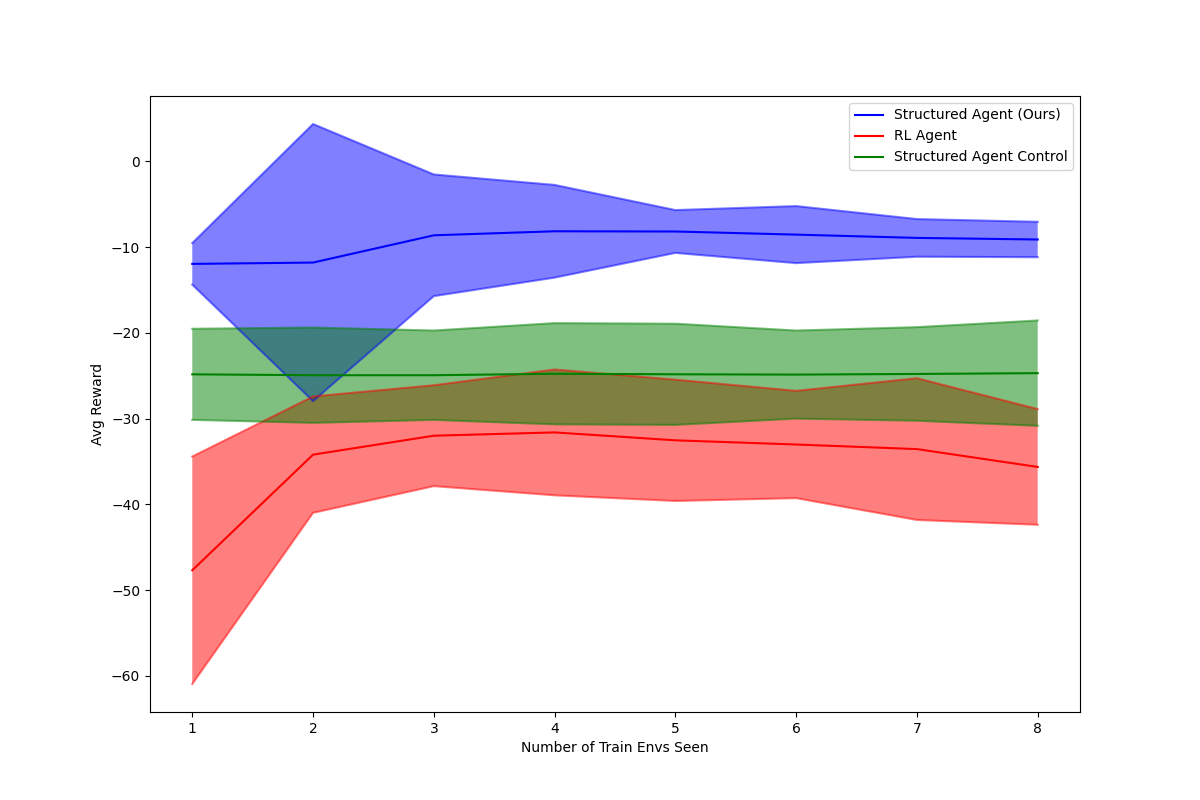 Structured Agent (Ours)
RL Agent
Structured Agent Control
0
−10
−20
−30
−40
−50
−60
Avg Reward
1 2 3 4 5 6 7 8
Number of Train Envs Seen